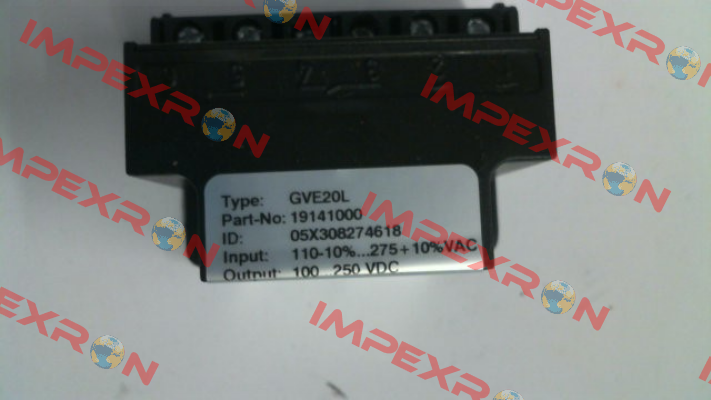 IMPEXRON
IMPEXRON
IMPEXRON
IMPEXRON
IMPEXRON
IMPEXRON
Type: GVE20L
Part-No: 19141000
ID: 05X308274618
Input: 110-10%...275+10%VAC
Output: 100...250 VDC